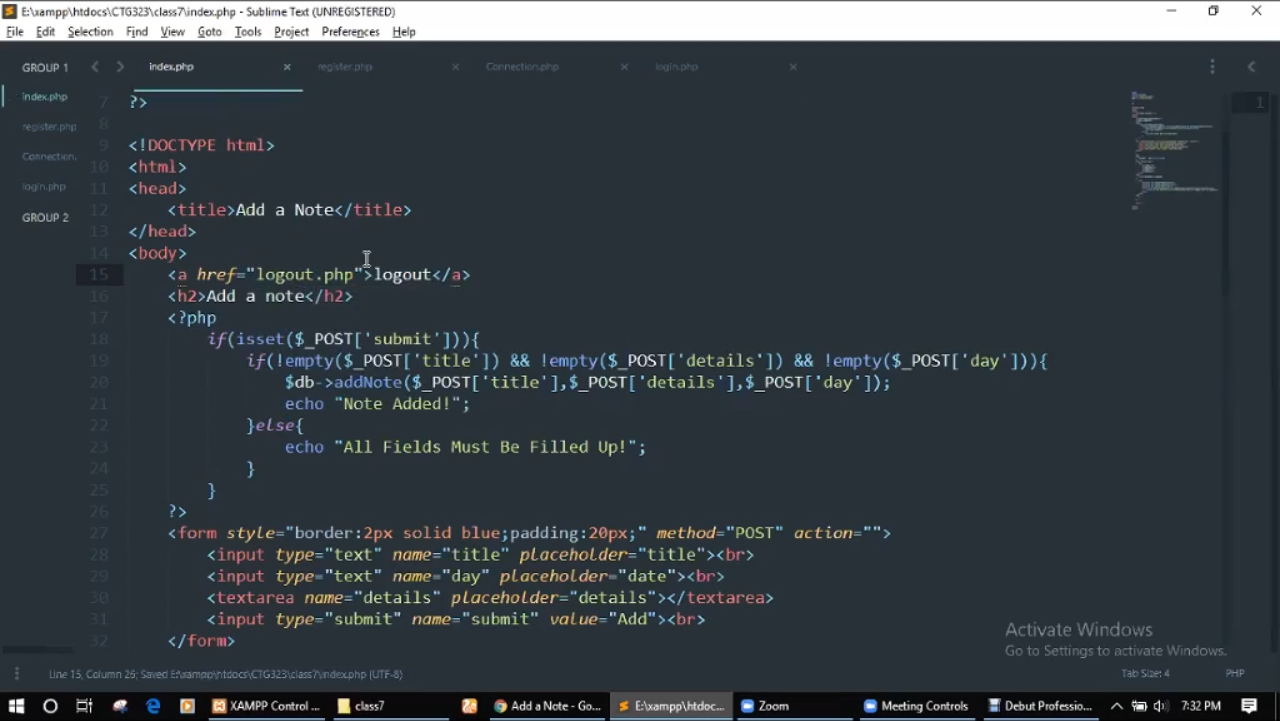 E:\xampp\htdocs\CTG323\class7\index.php - Sublime Text (UNREGISTERED)
File Edit Selection Find View Goto Tools Project Preferences Help
GROUP 1 index.php register.php Connection.php login.php
index.php
register.php
Connection.
login.php
GROUP 2
1
7 ?>
8
9 <!DOCTYPE html>
10 <html>
11 <head>
12 <title>Add a Note</title>
13 </head>
14 <body>
15 <a href="logout.php">logout</a>
16 <h2>Add a note</h2>
17 <?php
18 if(isset($_POST['submit'])){
19 if(!empty($_POST['title']) && !empty($_POST['details']) && !empty($_POST['day'])){
20 $db->addNote($_POST['title'],$_POST['details'],$_POST['day']);
21 echo "Note Added!";
22 }else{
23 echo "All Fields Must Be Filled Up!";
24 }
25 }
26 ?>
27 <form style="border:2px solid blue;padding:20px;" method="POST" action="">
28 <input type="text" name="title" placeholder="title"><br>
29 <input type="text" name="day" placeholder="date"><br>
30 <textarea name="details" placeholder="details"></textarea>
31 <input type="submit" name="submit" value="Add"><br>
32 </form>
Activate Windows
Go to Settings to activate Windows.
Line 15, Column 26; Saved E:\xampp\htdocs\CTG323\class7\index.php (UTF-8) Tab Size: 4 PHP
XAMPP Control ... class7 Add a Note - Go... E:\xampp\htdoc... Zoom Meeting Controls Debut Professio... 7:32 PM